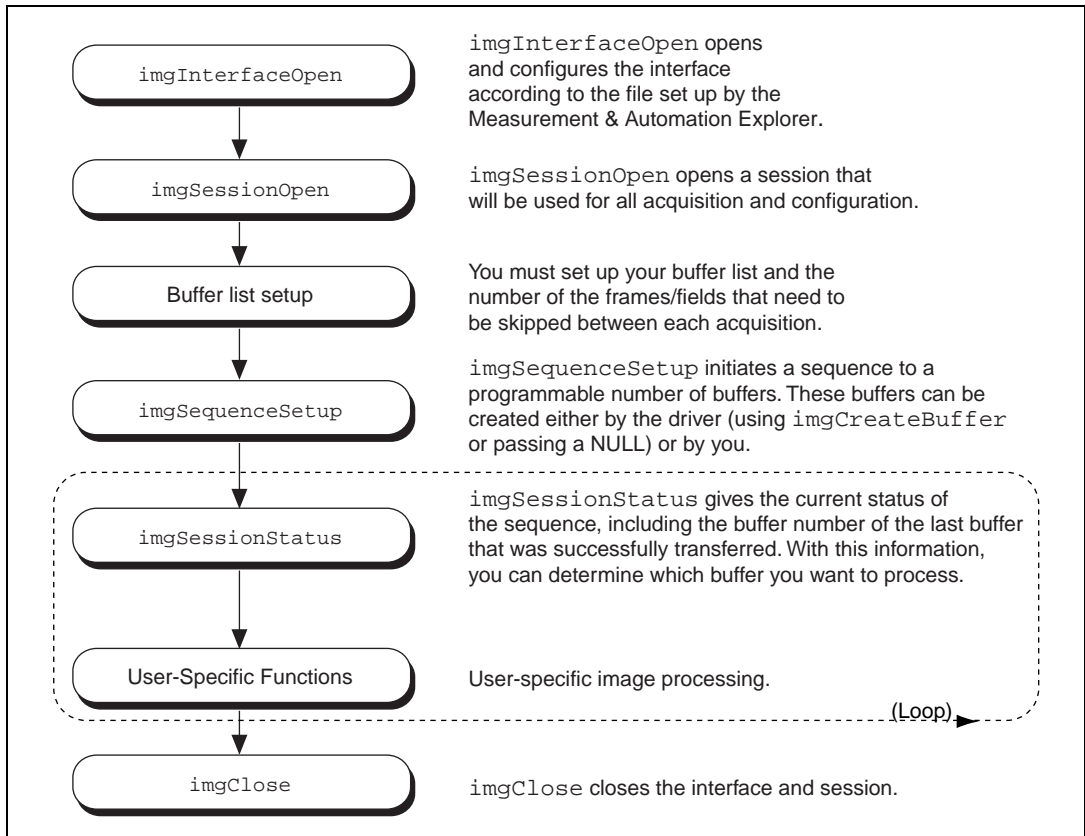 imgInterfaceOpen
imgInterfaceOpen opens
and configures the interface
according to the file set up by the
Measurement & Automation Explorer.
imgSessionOpen
imgSessionOpen opens a session that
will be used for all acquisition and configuration.
Buffer list setup
You must set up your buffer list and the
number of the frames/fields that need to
be skipped between each acquisition.
imgSequenceSetup
imgSequenceSetup initiates a sequence to a
programmable number of buffers. These buffers can be
created either by the driver (using imgCreateBuffer
or passing a NULL) or by you.
imgSessionStatus
imgSessionStatus gives the current status of
the sequence, including the buffer number of the last buffer
that was successfully transferred. With this information,
you can determine which buffer you want to process.
User-Specific Functions
User-specific image processing.
(Loop)
imgClose
imgClose closes the interface and session.